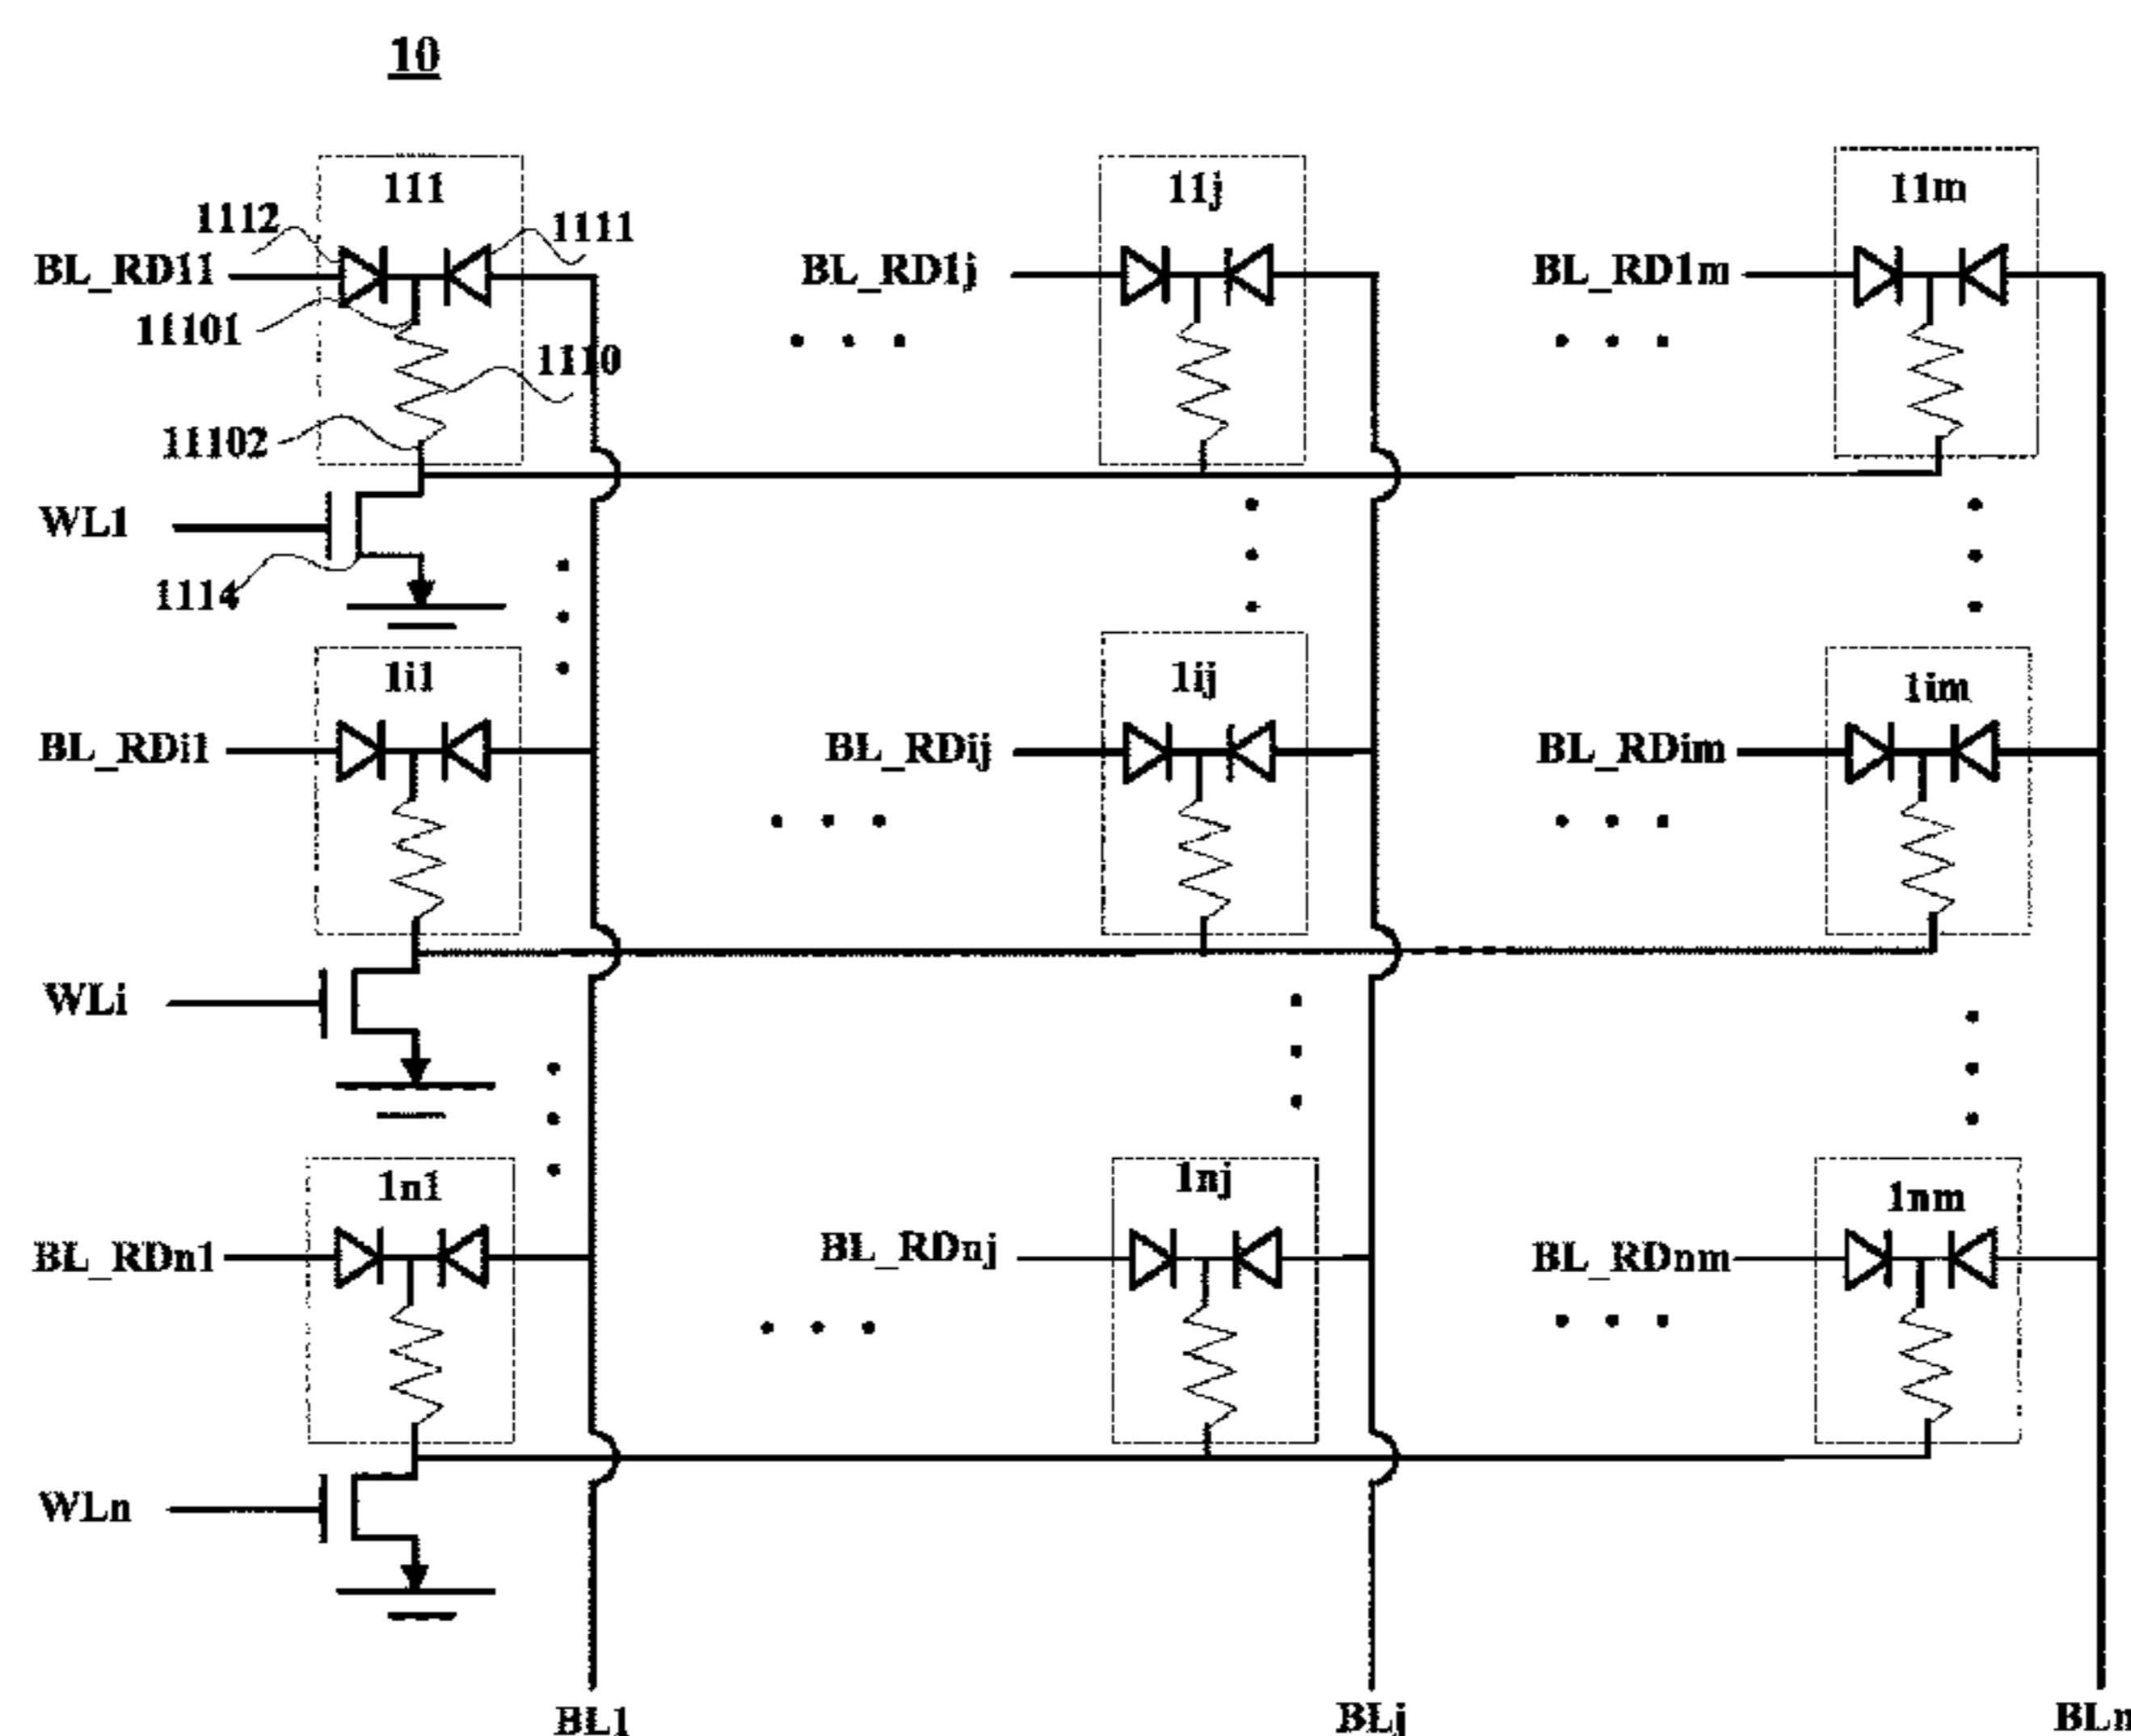 10
111 11j 11m
1112 1111
BL_RD11 BL_RD1j BL_RD1m
11101
1110
11102
WL1
1114
1i1 1ij 1im
BL_RDi1 BL_RDij BL_RDim
WLi
1n1 1nj 1nm
BL_RDn1 BL_RDnj BL_RDnm
WLn
BL1 BLj